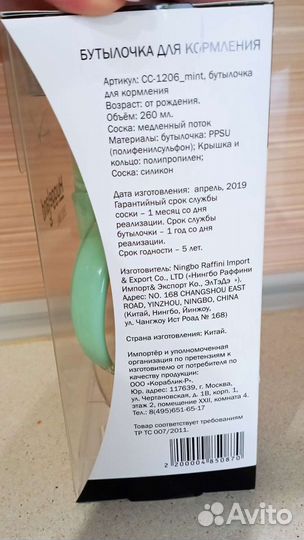 БУТЫЛОЧКА ДЛЯ КОРМЛЕНИЯ
Артикул: CC-1206_mint, бутылочка
для кормления
Возраст: от рождения.
Объём: 260 мл.
Соска: медленный поток
Материалы: бутылочка: PPSU
(полифенилсульфон); Крышка и
кольцо: полипропилен;
Соска: силикон
Дата изготовления: апрель, 2019
Гарантийный срок службы
соски – 1 месяц со дня
реализации. Срок службы
бутылочки – 1 год со дня
реализации.
Срок годности – 5 лет.
Изготовитель: Ningbo Raffini Import
& Export Co., LTD («Нингбо Раффини
Импорт& Экспорт Ко., ЭлТэДэ »).
Адрес: NO. 168 CHANGSHOU EAST
ROAD, YINZHOU, NINGBO, CHINA
(Китай, Нингбо, Йинжоу,
ул. Чангжоу Ист Роад № 168)
Страна изготовления: Китай.
Импортёр и уполномоченная
организация по претензиям к
изготовителю от потребителя по
качеству продукции:
ООО «Кораблик-Р».
Юр. адрес: 117639, г. Москва,
ул. Чертановская, д. 1В, корп. 1,
этаж 2, помещение XXII, комната 4.
Тел.: 8(495)651-65-17
Товар соответствует требованиям
ТР ТС 007/2011.
2 200004 850870
Avito